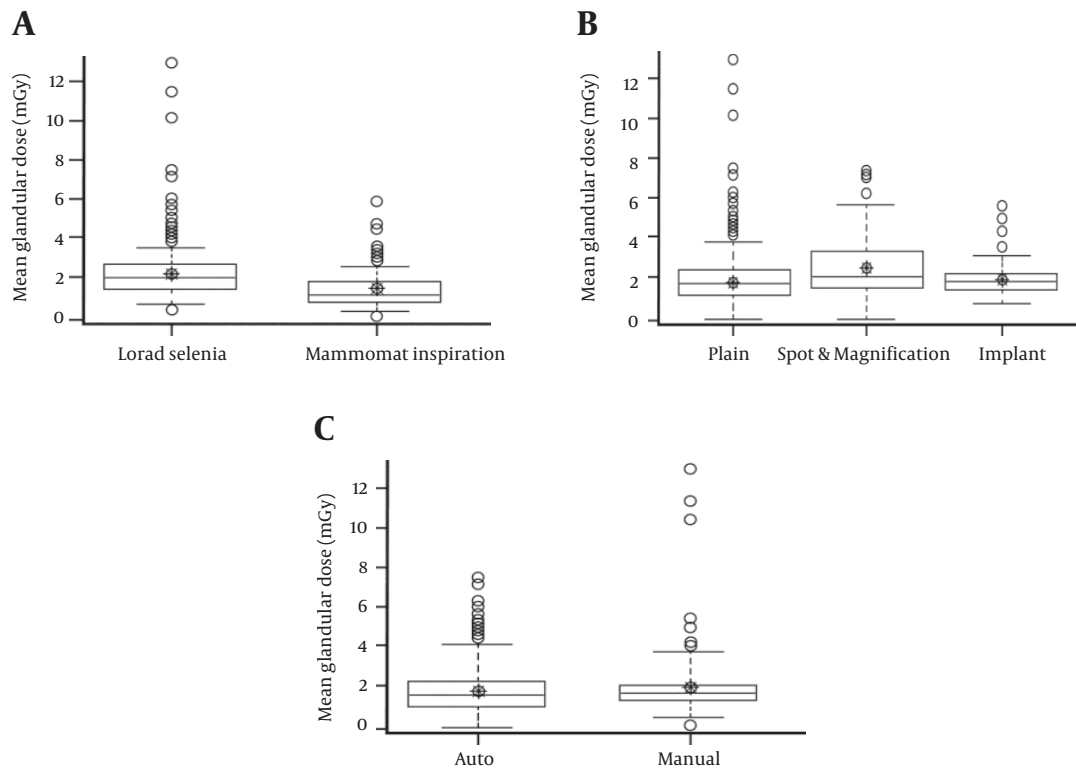 A
Mean glandular dose (mGy)
12
10
8
6
4
2
0
Lorad selenia
Mammomat inspiration
B
Mean glandular dose (mGy)
12
10
8
6
4
2
0
Plain
Spot & Magnification
Implant
C
Mean glandular dose (mGy)
12
10
8
6
4
2
0
Auto
Manual